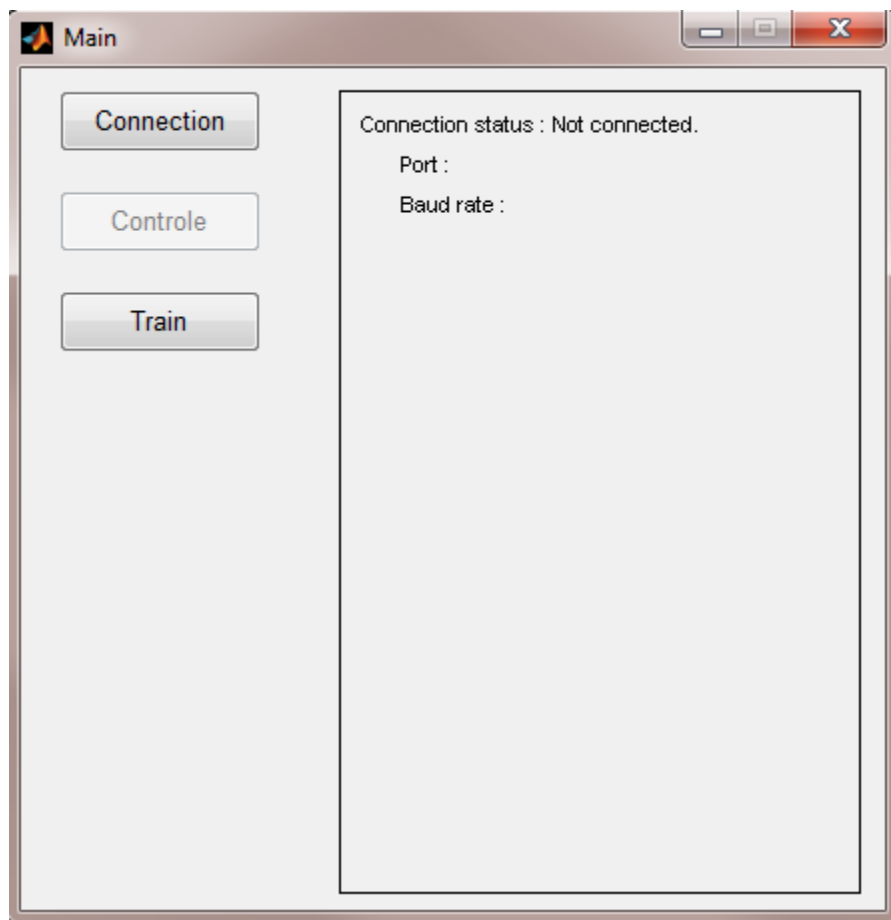 Main
Connection
Controle
Train
Connection status : Not connected.
Port :
Baud rate :